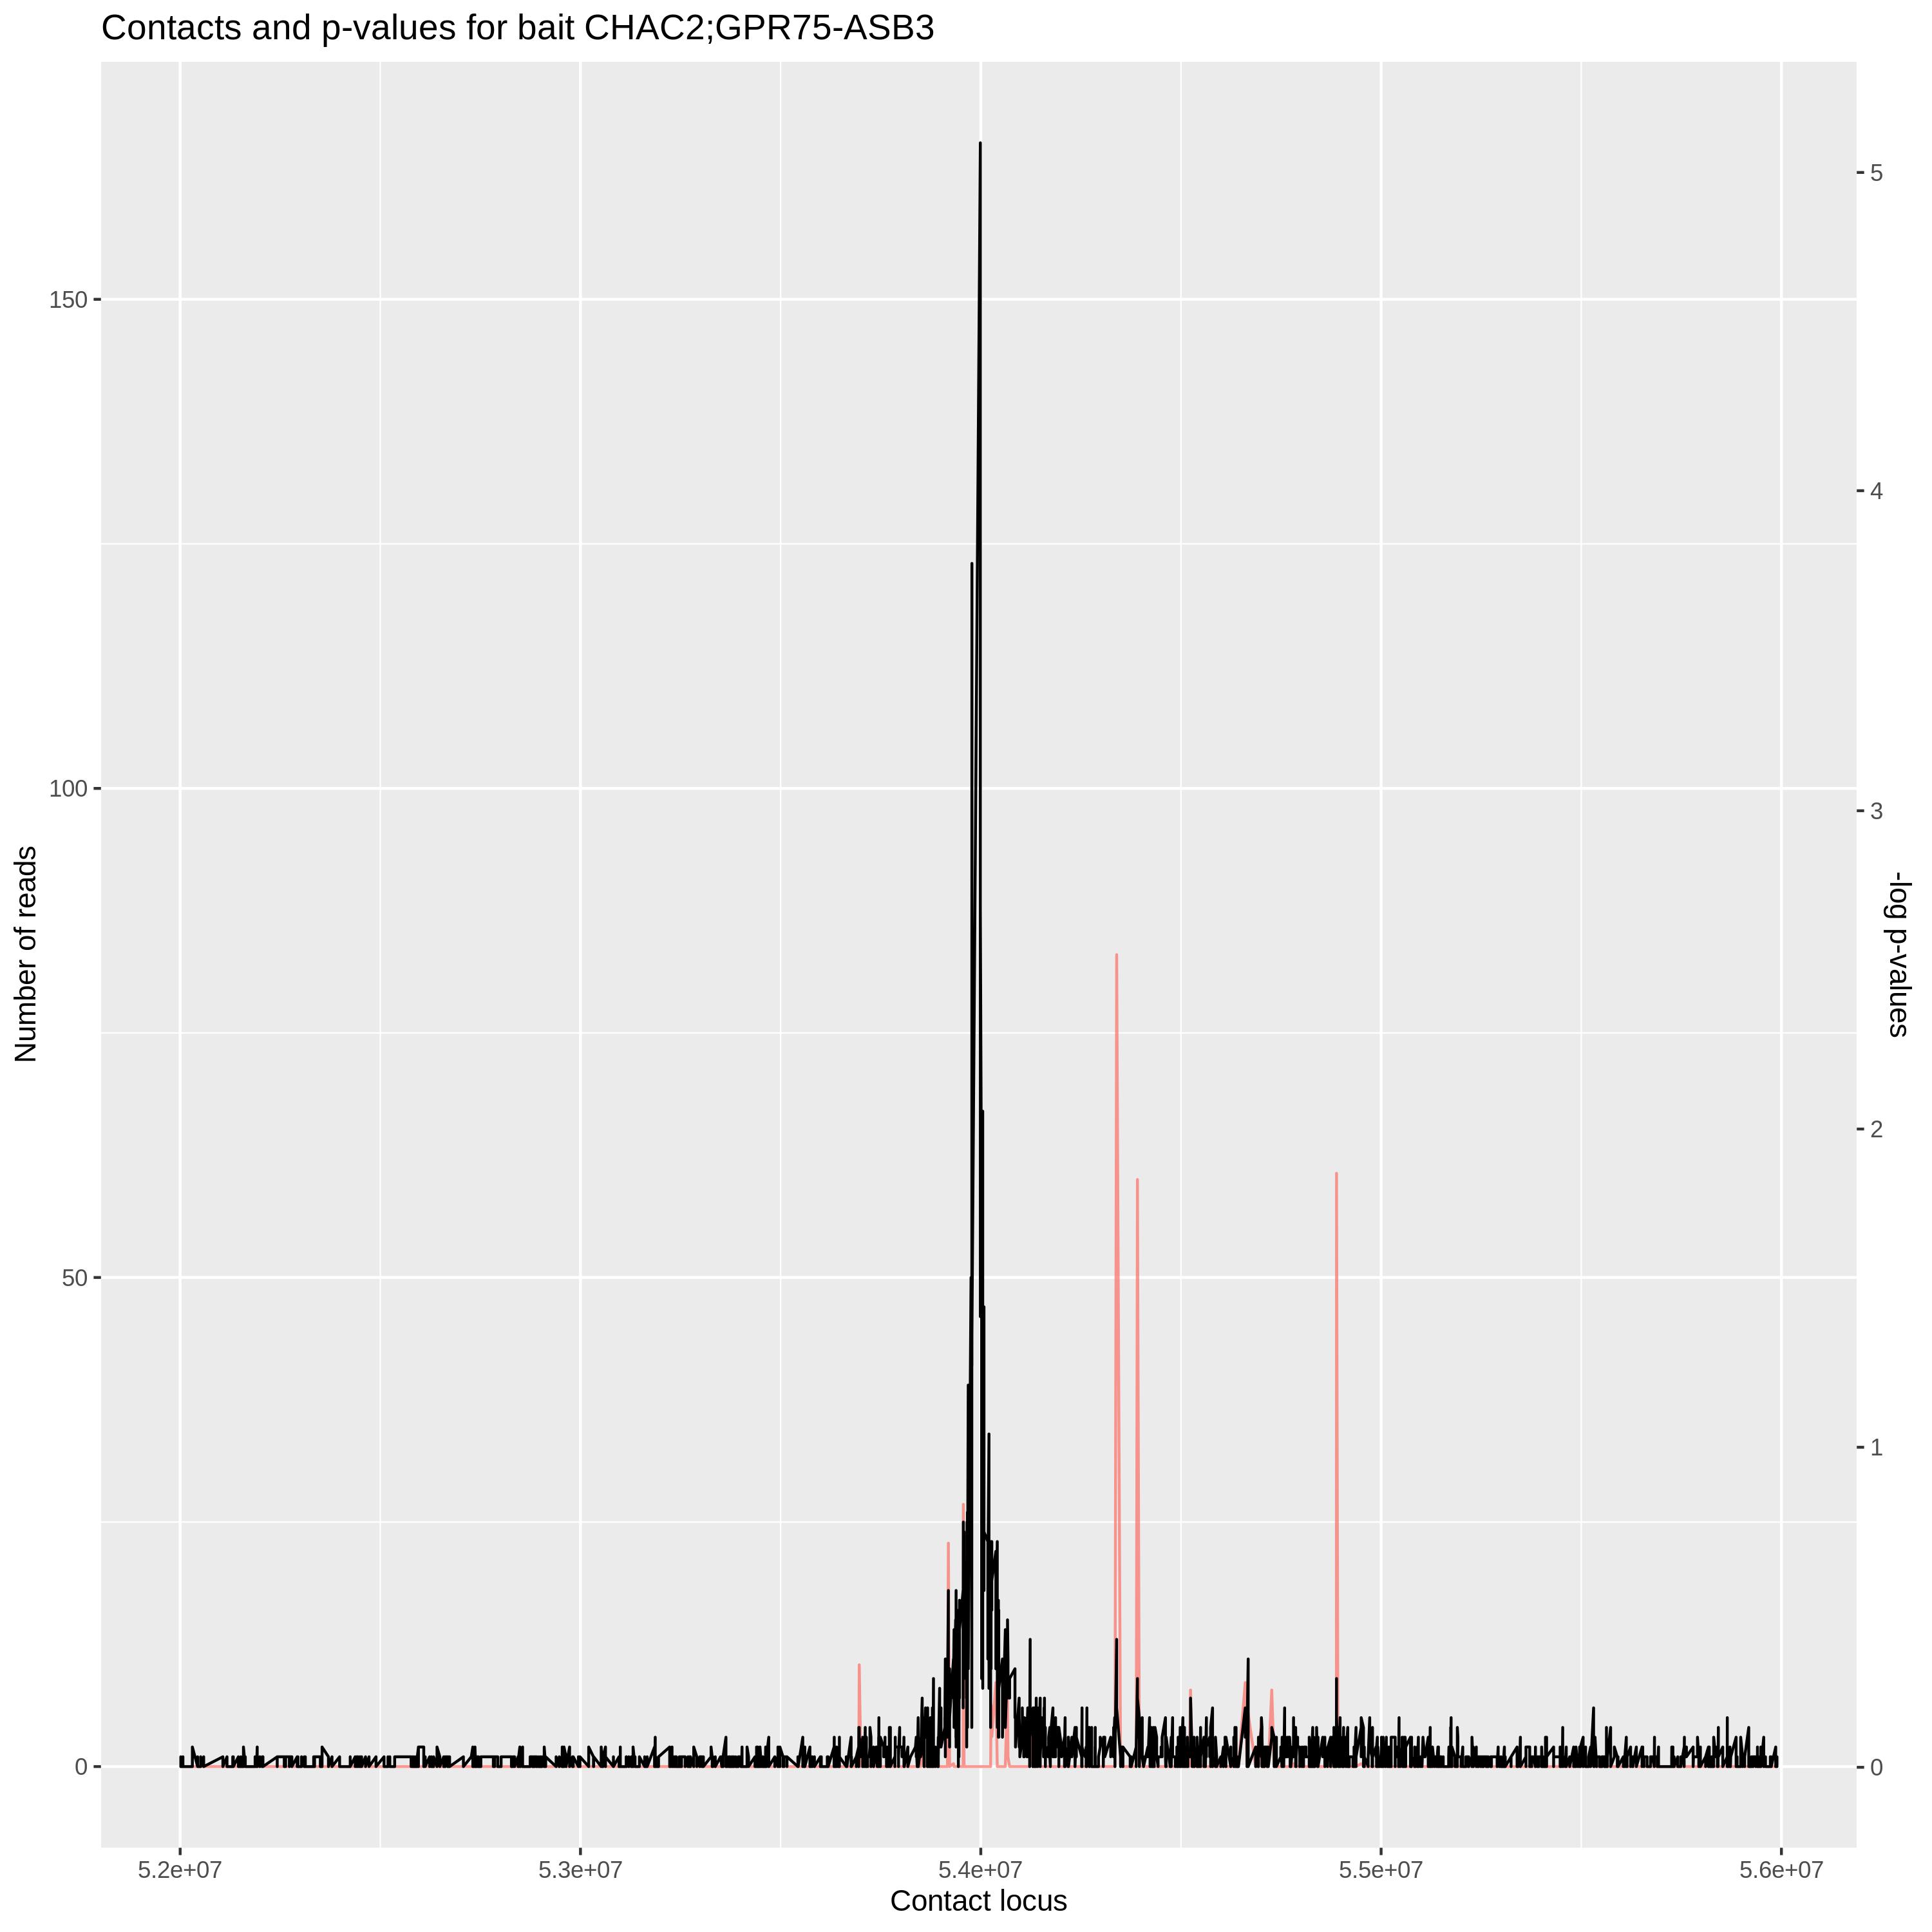 Contacts and p-values for bait CHAC2;GPR75-ASB3
Number of reads
150
100
50
0
5
4
3
2
1
0
-log p-values
5.2e+07
5.3e+07
5.4e+07
5.5e+07
5.6e+07
Contact locus